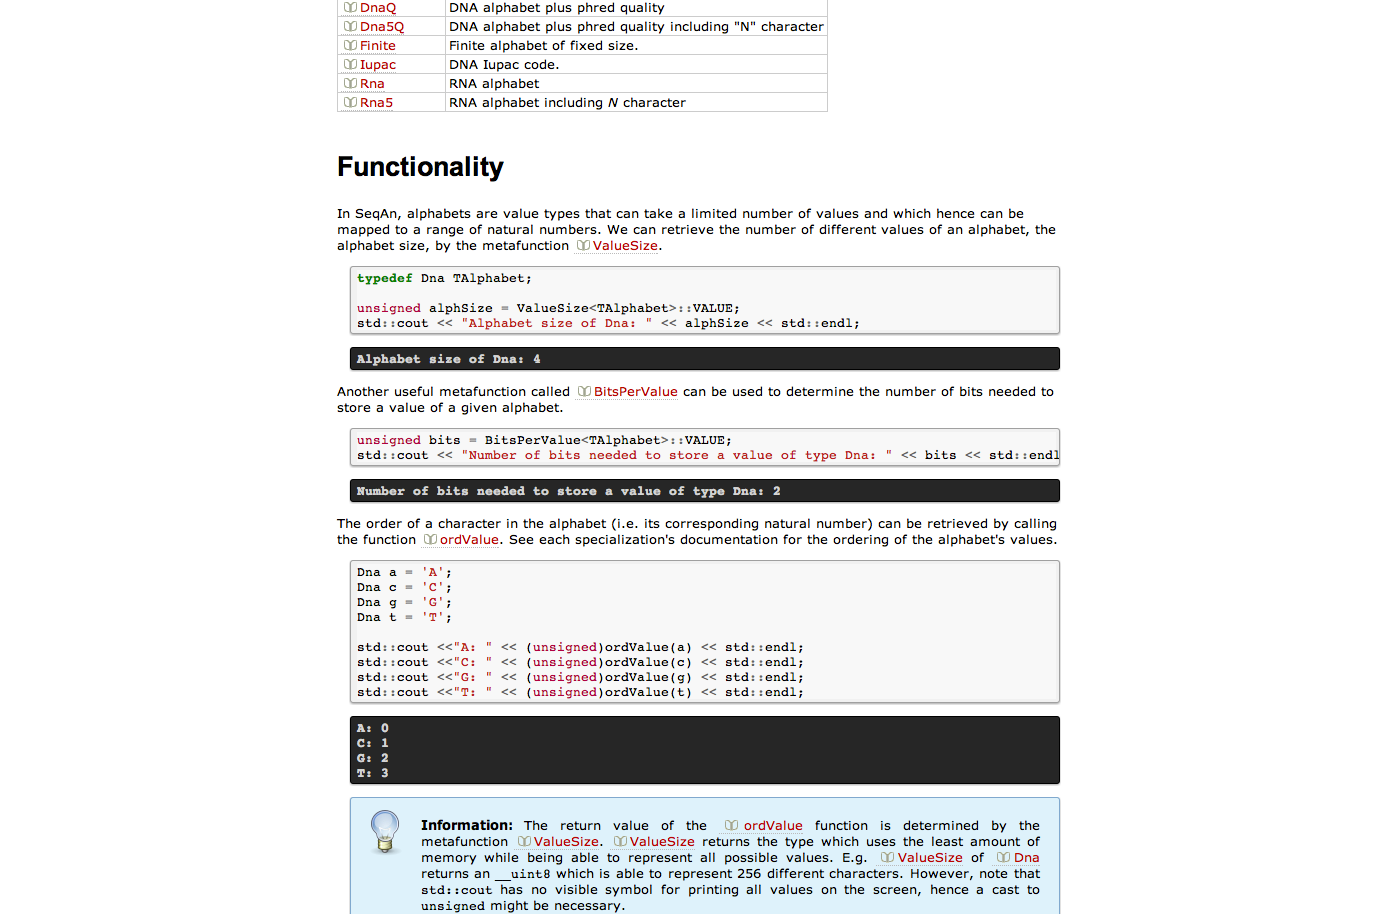 DnaQ DNA alphabet plus phred quality
Dna5Q DNA alphabet plus phred quality including "N" character
Finite Finite alphabet of fixed size.
Iupac DNA Iupac code.
Rna RNA alphabet
Rna5 RNA alphabet including N character
Functionality
In SeqAn, alphabets are value types that can take a limited number of values and which hence can be
mapped to a range of natural numbers. We can retrieve the number of different values of an alphabet, the
alphabet size, by the metafunction ValueSize.
typedef Dna TAlphabet;
unsigned alphSize = ValueSize<TAlphabet>::VALUE;
std::cout << "Alphabet size of Dna: " << alphSize << std::endl;
Alphabet size of Dna: 4
Another useful metafunction called BitsPerValue can be used to determine the number of bits needed to
store a value of a given alphabet.
unsigned bits = BitsPerValue<TAlphabet>::VALUE;
std::cout << "Number of bits needed to store a value of type Dna: " << bits << std::endl
Number of bits needed to store a value of type Dna: 2
The order of a character in the alphabet (i.e. its corresponding natural number) can be retrieved by calling
the function ordValue. See each specialization's documentation for the ordering of the alphabet's values.
Dna a = 'A';
Dna c = 'C';
Dna g = 'G';
Dna t = 'T';
std::cout <<"A: " << (unsigned)ordValue(a) << std::endl;
std::cout <<"C: " << (unsigned)ordValue(c) << std::endl;
std::cout <<"G: " << (unsigned)ordValue(g) << std::endl;
std::cout <<"T: " << (unsigned)ordValue(t) << std::endl;
A: 0
C: 1
G: 2
T: 3
Information: The return value of the ordValue function is determined by the
metafunction ValueSize. ValueSize returns the type which uses the least amount of
memory while being able to represent all possible values. E.g. ValueSize of Dna
returns an __uint8 which is able to represent 256 different characters. However, note that
std::cout has no visible symbol for printing all values on the screen, hence a cast to
unsigned might be necessary.